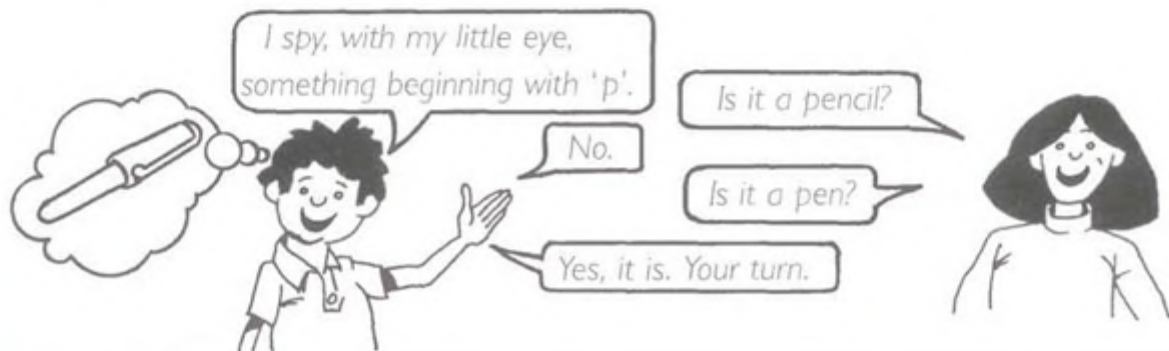 I spy, with my little eye,
something beginning with 'p'.
Is it a pencil?
No.
Is it a pen?
Yes, it is. Your turn.